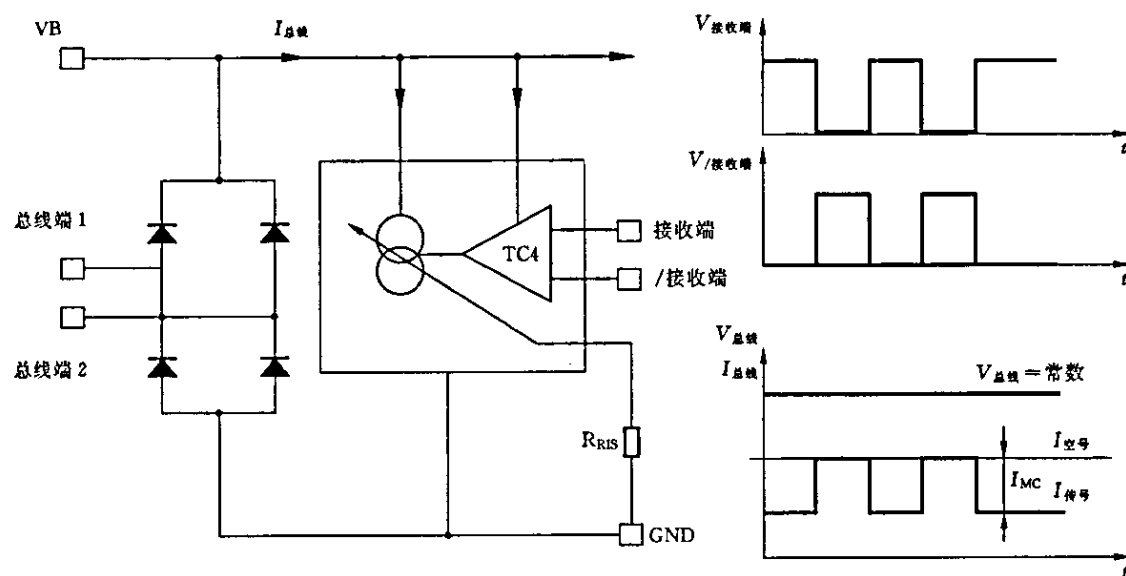 VB
I总线
总线端1
总线端2
TC4
接收端
/接收端
RRIS
GND
V接收端
t
V/接收端
t
V总线
I总线
V总线=常数
I空号
IMC
I传号
t